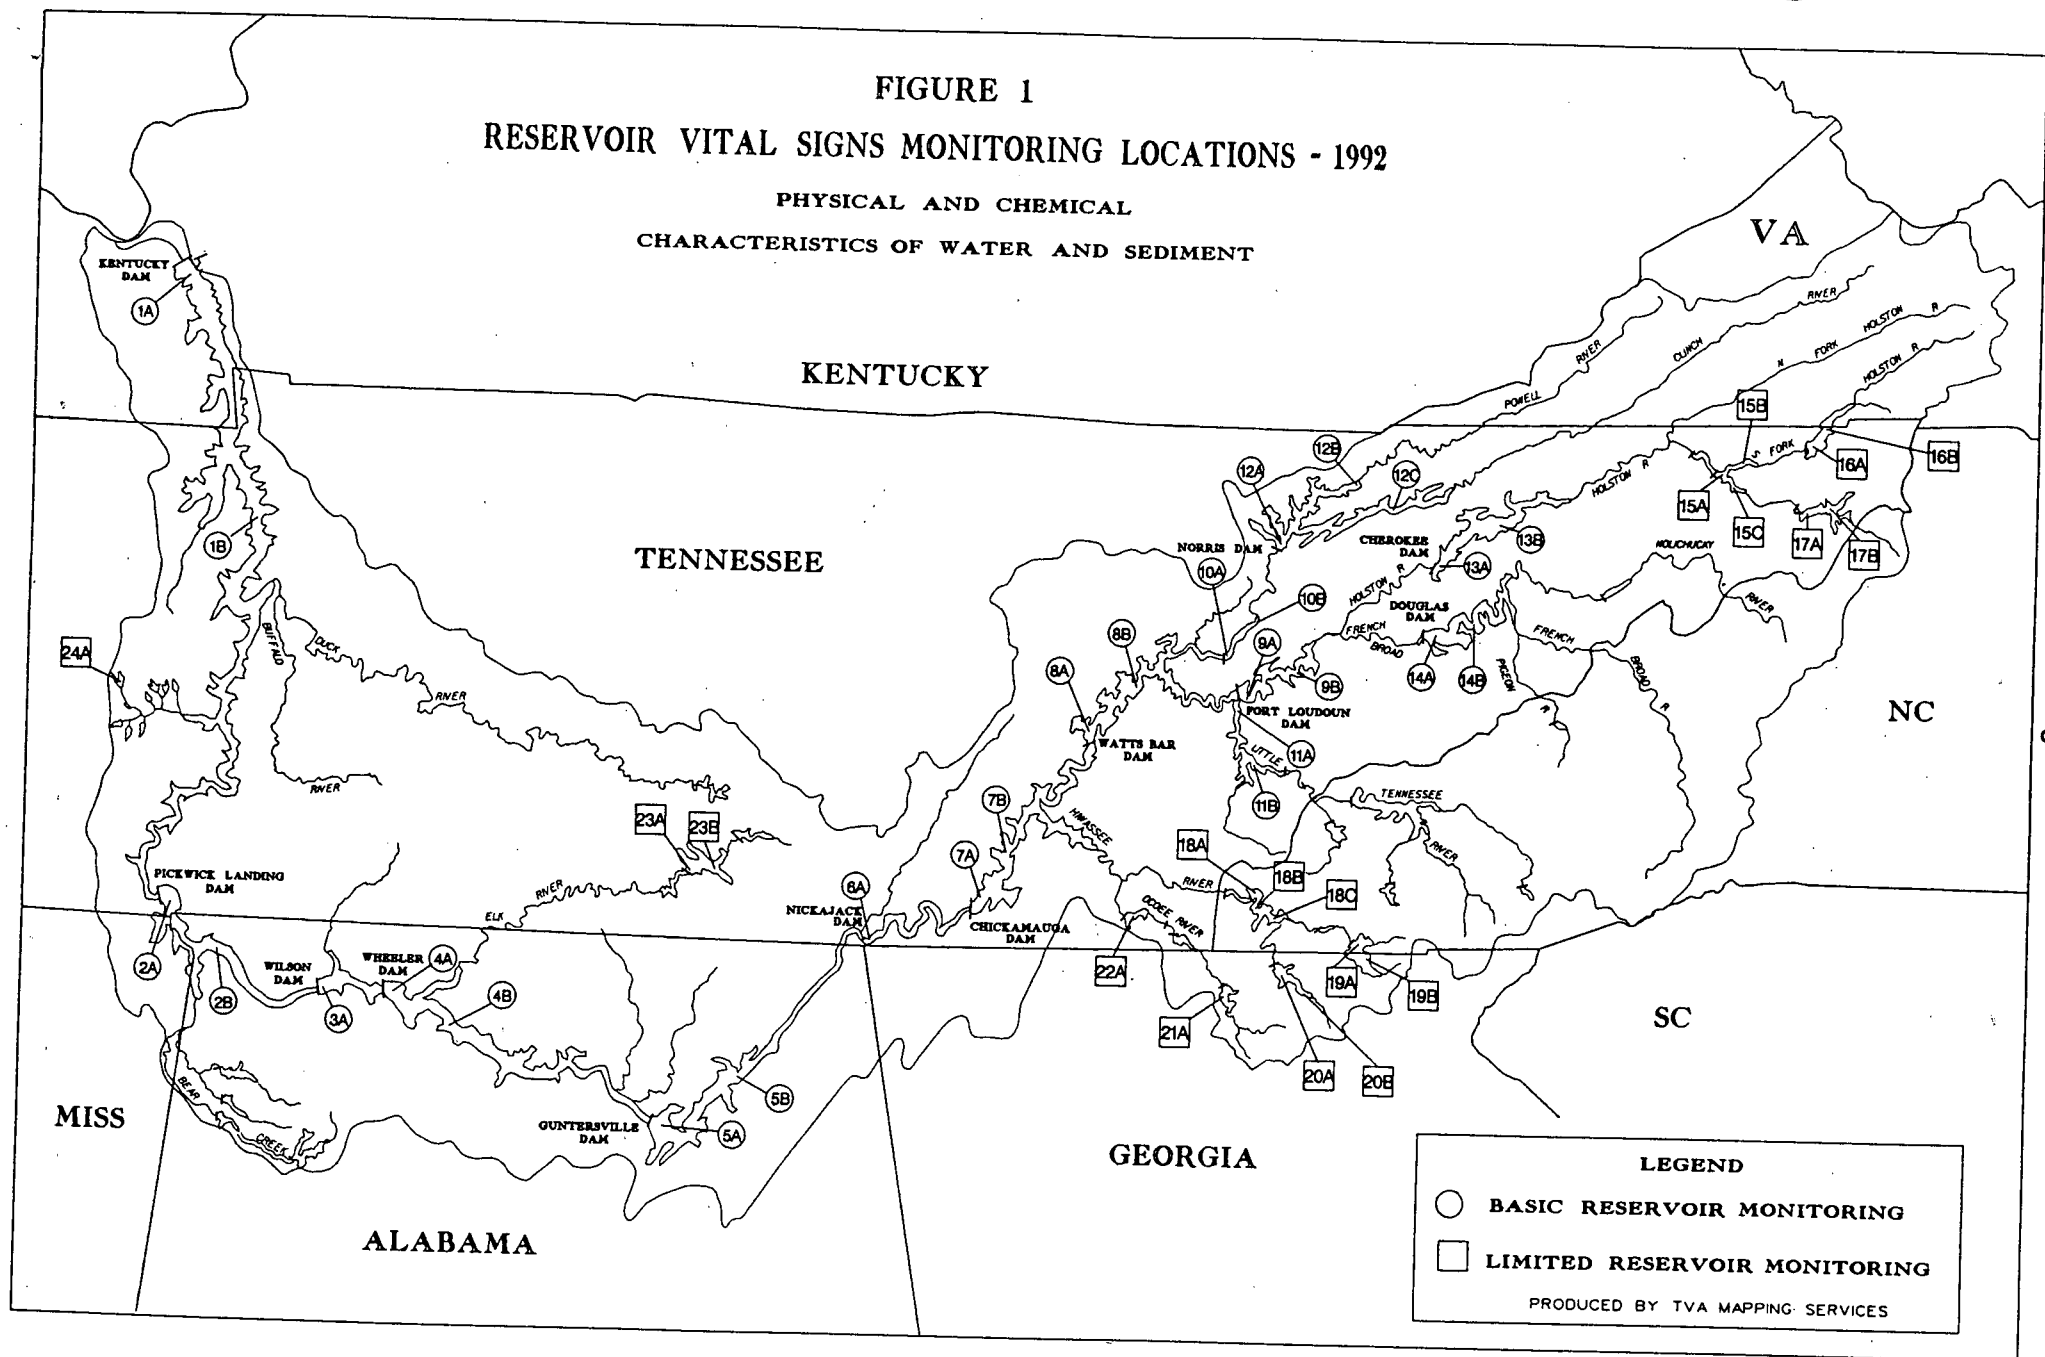 FIGURE 1
RESERVOIR VITAL SIGNS MONITORING LOCATIONS - 1992
PHYSICAL AND CHEMICAL
CHARACTERISTICS OF WATER AND SEDIMENT
VA
KENTUCKY
DAM
1A
KENTUCKY
RIVER
CLINCH
N FORK HOLSTON R
HOLSTON R
RIVER
POWELL
15B
S FORK
16A
16B
12B
12A
12C
HOLSTON R
15A
15C
17A
17B
1B
TENNESSEE
NORRIS DAM
CHEROKEE
DAM
13B
13A
10A
10B
HOLSTON R
NOLICHUCKY
RIVER
DOUGLAS
DAM
FRENCH
BROAD
FRENCH
BROAD R
PIGEON
R
14A
14B
24A
BUFFALO
RIVER
DUCK
RIVER
8B
8A
9A
9B
FORT LOUDOUN
DAM
NC
WATTS BAR
DAM
11A
LITTLE
11B
TENNESSEE
RIVER
7B
7A
HIWASSEE
RIVER
23A
23B
18A
18B
18C
PICKWICK LANDING
DAM
ELK
RIVER
6A
NICKAJACK
DAM
CHICKAMAUGA
DAM
OCOEE RIVER
22A
19A
19B
2A
2B
WILSON
DAM
3A
WHEELER
DAM
4A
4B
21A
20A
20B
SC
BEAR
CREEK
MISS
GUNTERSVILLE
DAM
5A
5B
GEORGIA
ALABAMA
LEGEND
BASIC RESERVOIR MONITORING
LIMITED RESERVOIR MONITORING
PRODUCED BY TVA MAPPING SERVICES